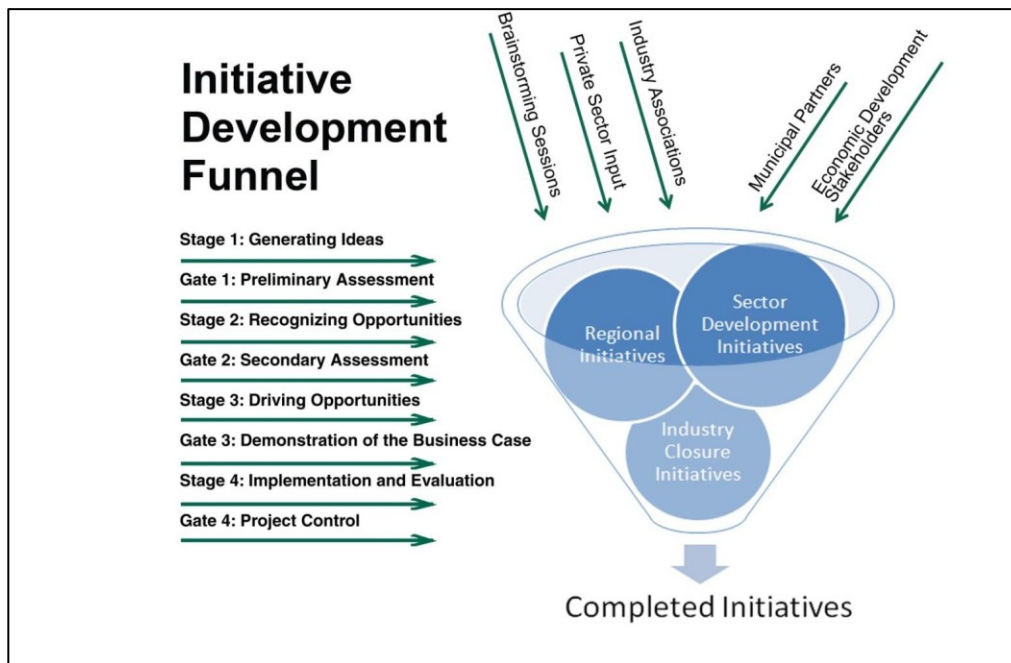 Initiative
Development
Funnel
Brainstorming Sessions
Private Sector Input
Industry Associations
Municipal Partners
Economic Development
Stakeholders
Stage 1: Generating Ideas
Gate 1: Preliminary Assessment
Stage 2: Recognizing Opportunities
Gate 2: Secondary Assessment
Stage 3: Driving Opportunities
Gate 3: Demonstration of the Business Case
Stage 4: Implementation and Evaluation
Gate 4: Project Control
Regional
Initiatives
Sector
Development
Initiatives
Industry
Closure
Initiatives
Completed Initiatives